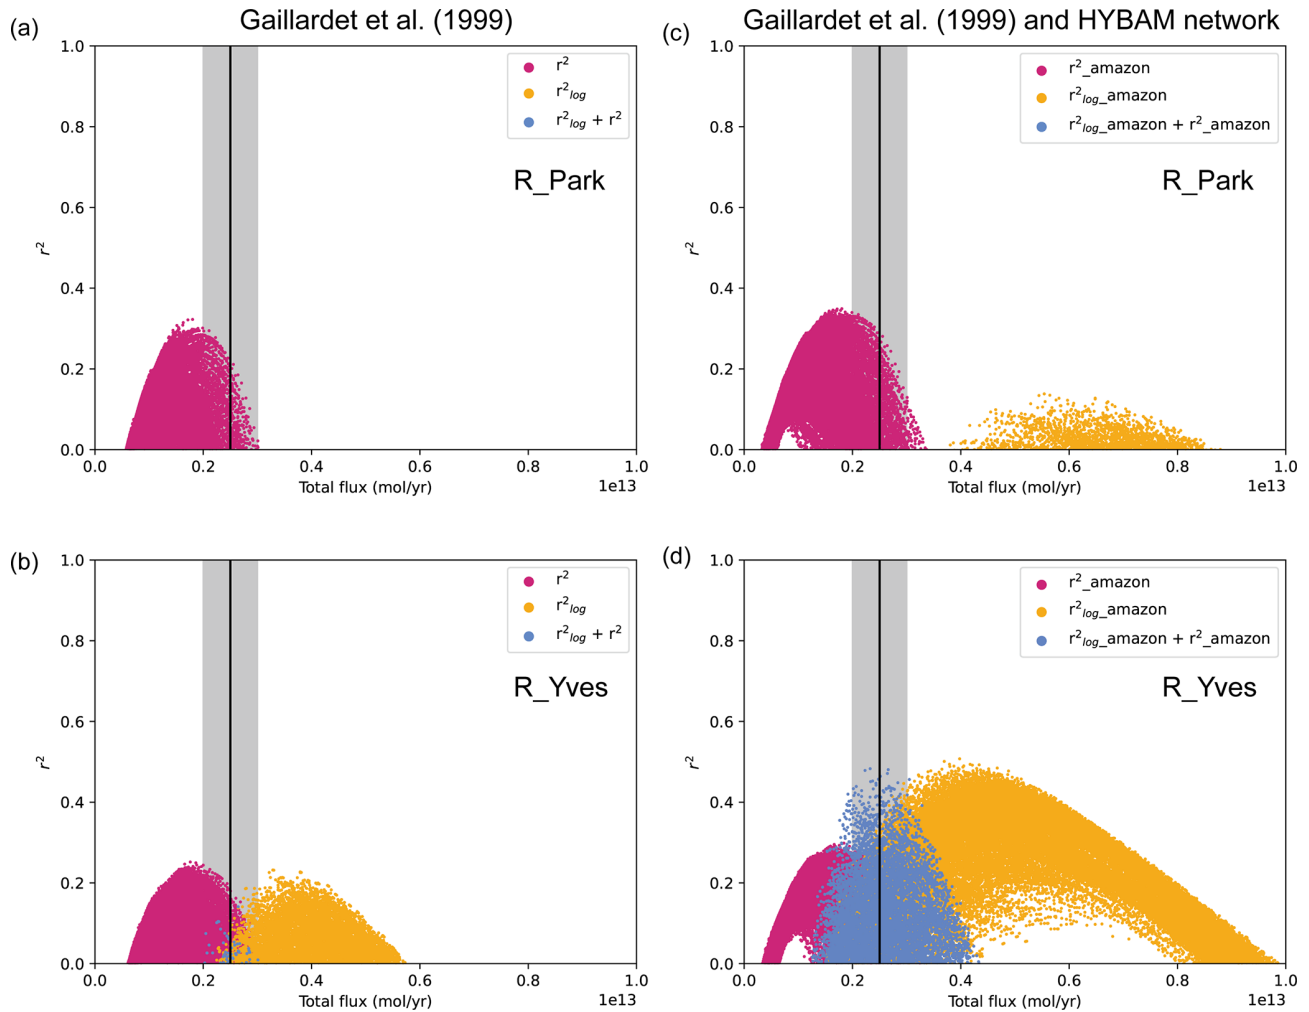 Gaillardet et al. (1999)
Gaillardet et al. (1999) and HYBAM network
(a)
1.0
0.8
0.6
0.4
0.2
0.0
r²
r²
r²log
r²log + r²
R_Park
0.0 0.2 0.4 0.6 0.8 1.0
Total flux (mol/yr)
1e13
(c)
1.0
0.8
0.6
0.4
0.2
0.0
r²
r²_amazon
r²log_amazon
r²log_amazon + r²_amazon
R_Park
0.0 0.2 0.4 0.6 0.8 1.0
Total flux (mol/yr)
1e13
(b)
1.0
0.8
0.6
0.4
0.2
0.0
r²
r²
r²log
r²log + r²
R_Yves
0.0 0.2 0.4 0.6 0.8 1.0
Total flux (mol/yr)
1e13
(d)
1.0
0.8
0.6
0.4
0.2
0.0
r²
r²_amazon
r²log_amazon
r²log_amazon + r²_amazon
R_Yves
0.0 0.2 0.4 0.6 0.8 1.0
Total flux (mol/yr)
1e13